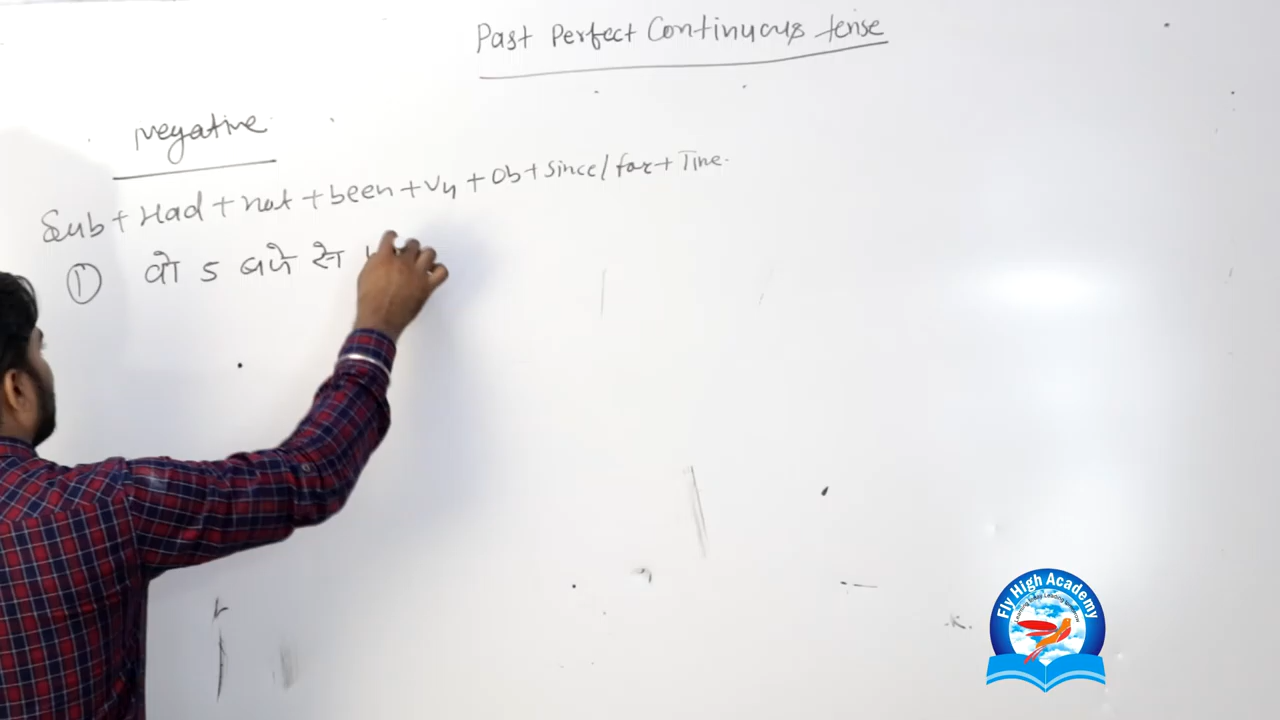 Past Perfect Continuous tense
Negative
Sub + Had + not + been + V4 + Ob + Since/for + Time.
① वो 5 बजे से
Fly High Academy